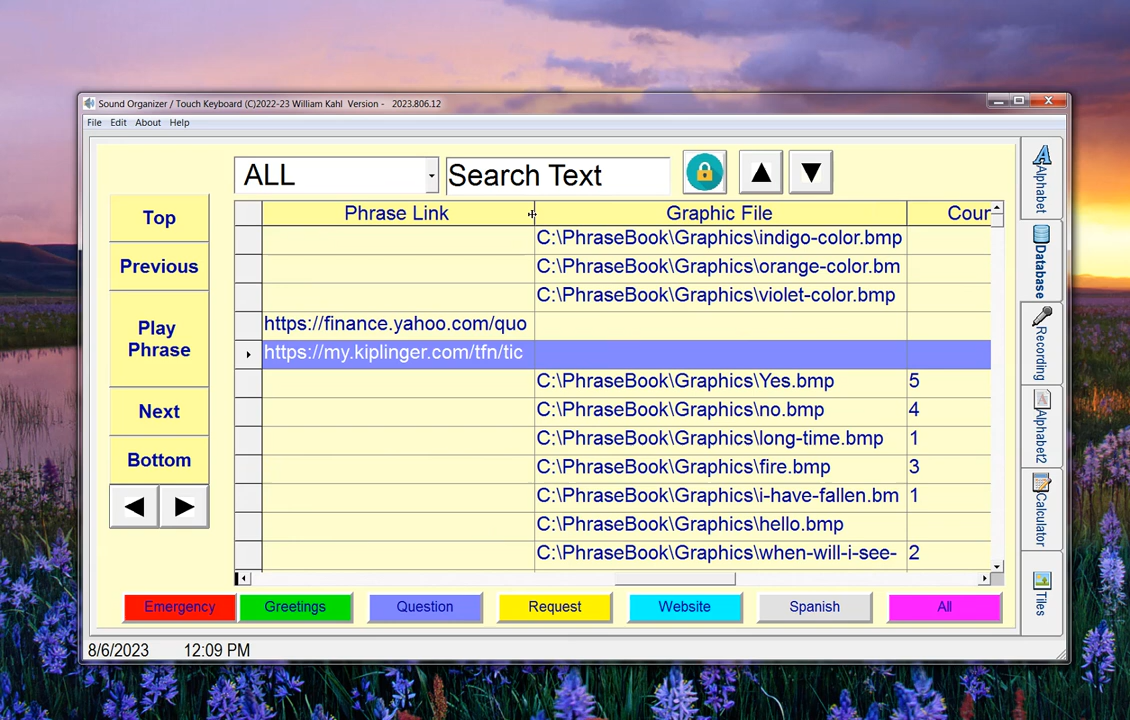 Sound Organizer / Touch Keyboard (C)2022-23 William Kahl  Version -  2023.806.12
File Edit About Help
ALL Search Text
Top
Previous
Play
Phrase
Next
Bottom
Phrase Link Graphic File Cour
C:\PhraseBook\Graphics\indigo-color.bmp
C:\PhraseBook\Graphics\orange-color.bm
C:\PhraseBook\Graphics\violet-color.bmp
https://finance.yahoo.com/quo
https://my.kiplinger.com/tfn/tic
C:\PhraseBook\Graphics\Yes.bmp 5
C:\PhraseBook\Graphics\no.bmp 4
C:\PhraseBook\Graphics\long-time.bmp 1
C:\PhraseBook\Graphics\fire.bmp 3
C:\PhraseBook\Graphics\i-have-fallen.bm 1
C:\PhraseBook\Graphics\hello.bmp
C:\PhraseBook\Graphics\when-will-i-see- 2
Emergency Greetings Question Request Website Spanish All
Alphabet
Database
Recording
Alphabet2
Calculator
Tiles
8/6/2023 12:09 PM